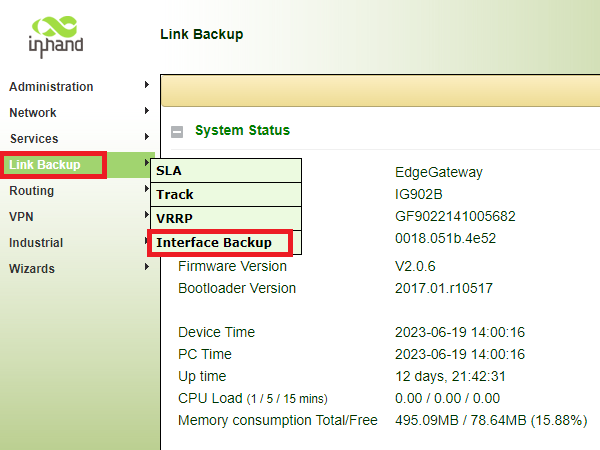 inhand
Link Backup
Administration
Network
Services
Link Backup
Routing
VPN
Industrial
Wizards
SLA
Track
VRRP
Interface Backup
System Status
EdgeGateway
IG902B
GF9022141005682
0018.051b.4e52
Firmware Version V2.0.6
Bootloader Version 2017.01.r10517
Device Time 2023-06-19 14:00:16
PC Time 2023-06-19 14:00:16
Up time 12 days, 21:42:31
CPU Load (1 / 5 / 15 mins) 0.00 / 0.00 / 0.00
Memory consumption Total/Free 495.09MB / 78.64MB (15.88%)